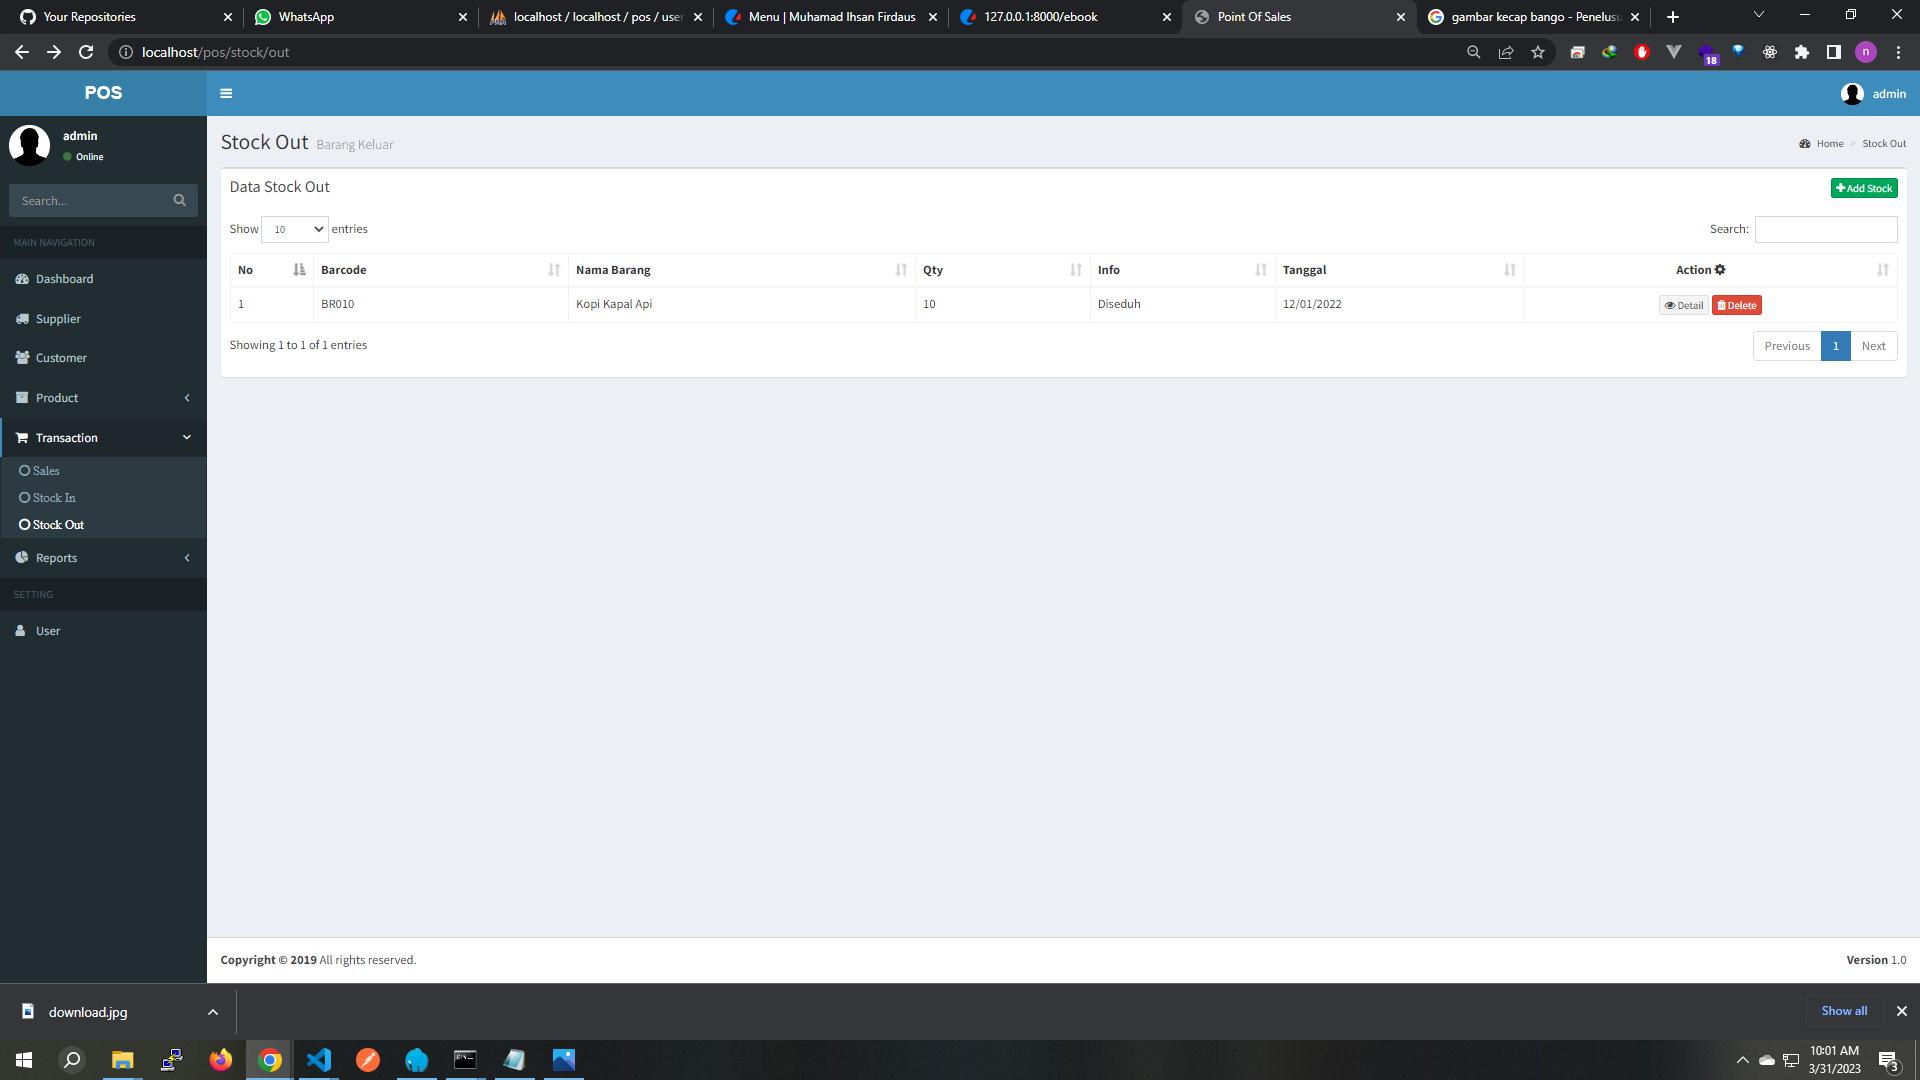 Your Repositories
WhatsApp
localhost / localhost / pos / user
Menu | Muhamad Ihsan Firdaus
127.0.0.1:8000/ebook
Point Of Sales
gambar kecap bango - Penelusu
localhost/pos/stock/out
18
n
POS
admin
admin
Online
Search...
MAIN NAVIGATION
Dashboard
Supplier
Customer
Product
Transaction
Sales
Stock In
Stock Out
Reports
SETTING
User
Stock Out Barang Keluar
Home > Stock Out
Data Stock Out
Add Stock
Show 10 entries
Search:
No Barcode Nama Barang Qty Info Tanggal Action
1 BR010 Kopi Kapal Api 10 Diseduh 12/01/2022 Detail Delete
Showing 1 to 1 of 1 entries
Previous 1 Next
Copyright © 2019 All rights reserved.
Version 1.0
download.jpg
Show all
10:01 AM
3/31/2023
3